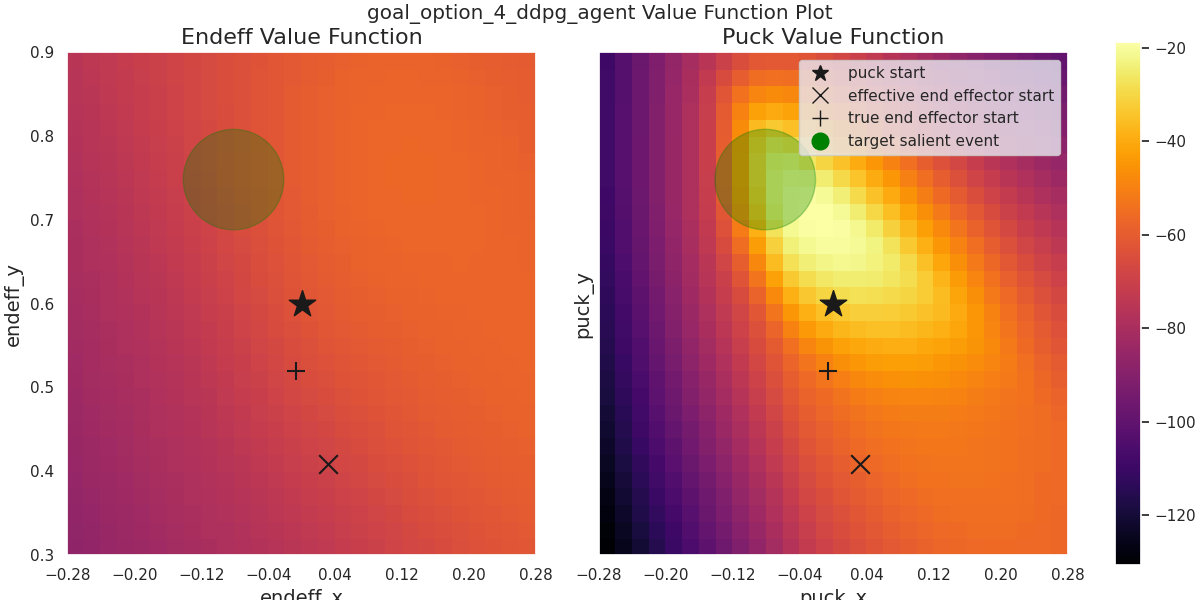 goal_option_4_ddpg_agent Value Function Plot
Endeff Value Function
Puck Value Function
puck start
effective end effector start
true end effector start
target salient event
endeff_y
0.9
0.8
0.7
0.6
0.5
0.4
0.3
−0.28 −0.20 −0.12 −0.04 0.04 0.12 0.20 0.28
endeff_x
puck_y
−0.28 −0.20 −0.12 −0.04 0.04 0.12 0.20 0.28
puck_x
−20
−40
−60
−80
−100
−120